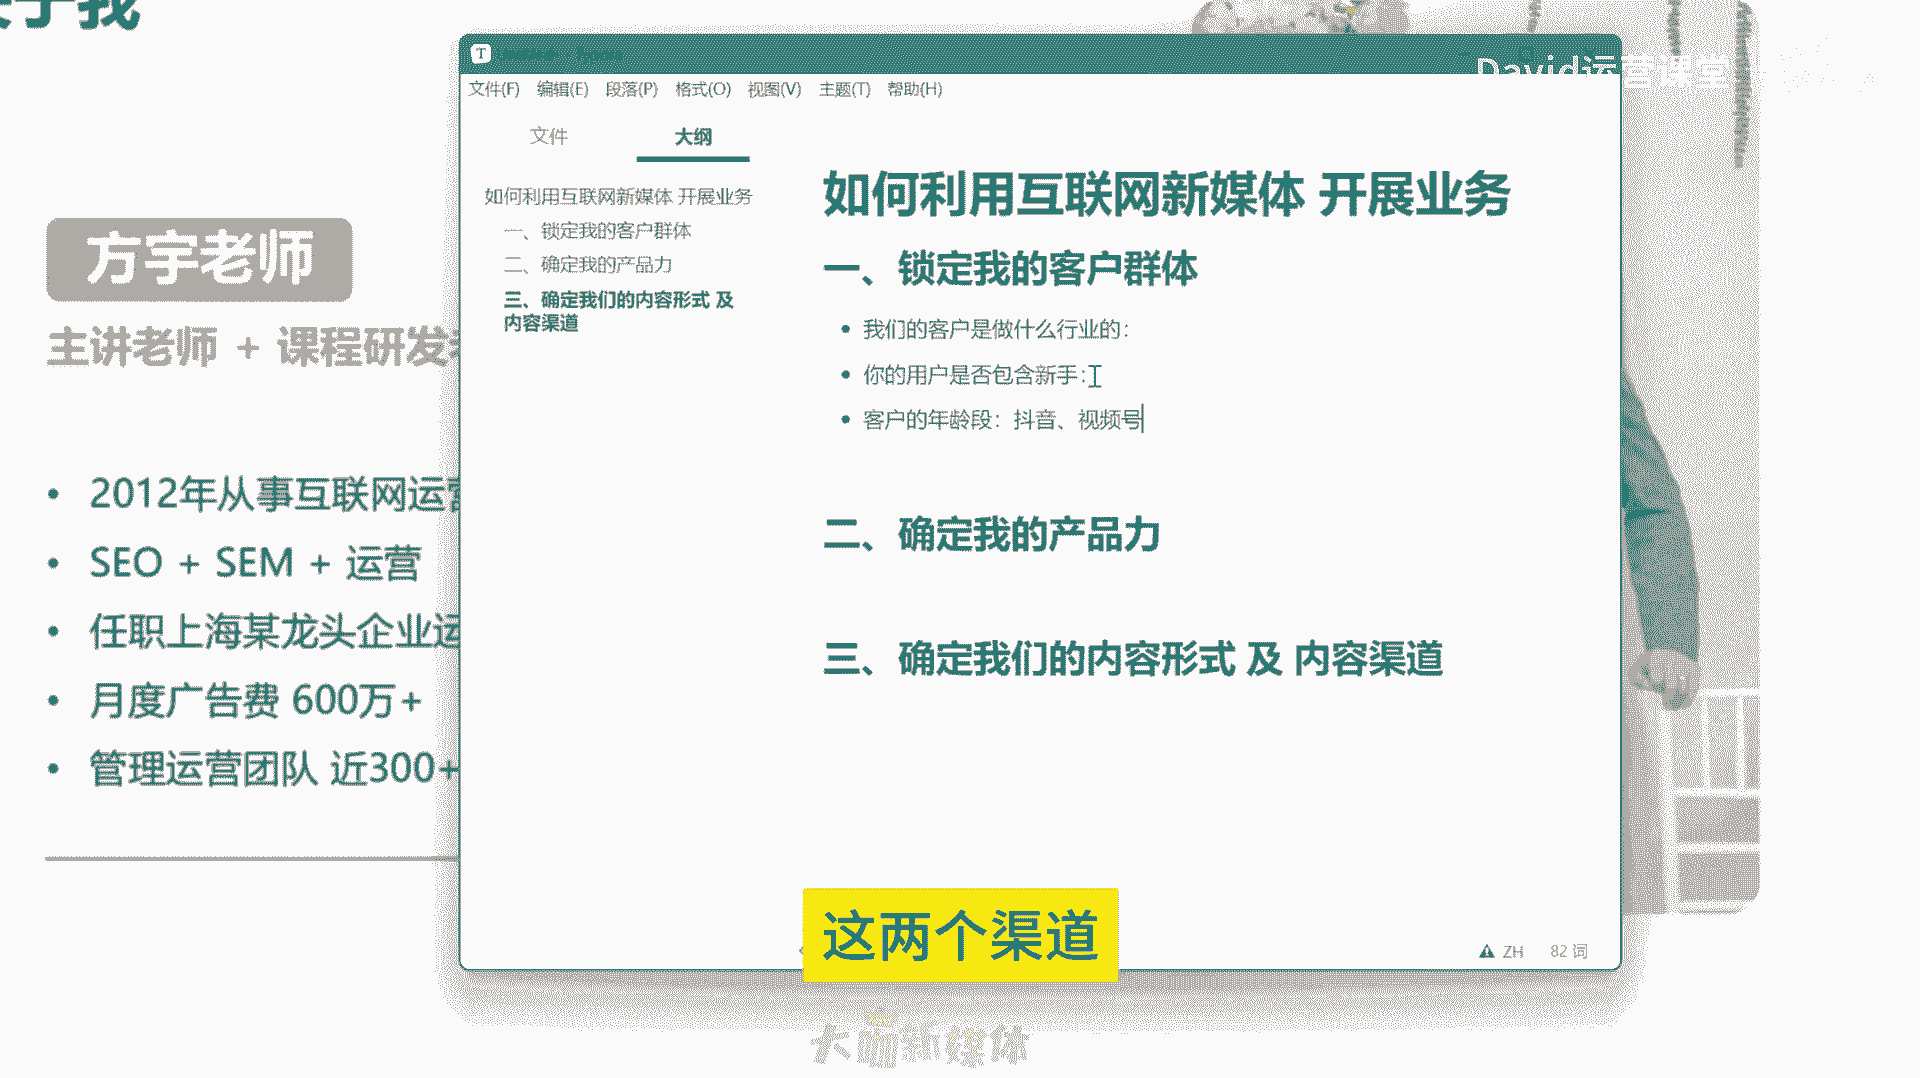 方宇老师
主讲老师 + 课程研发
2012年从事互联网运营
SEO + SEM + 运营
任职上海某龙头企业运
月度广告费 600万+
管理运营团队 近300+
David运营课堂
文件(F) 编辑(E) 段落(P) 格式(O) 视图(V) 主题(T) 帮助(H)
文件 大纲
如何利用互联网新媒体 开展业务
一、锁定我的客户群体
二、确定我的产品力
三、确定我们的内容形式 及
内容渠道
如何利用互联网新媒体 开展业务
一、锁定我的客户群体
我们的客户是做什么行业的：
你的用户是否包含新手：
客户的年龄段：抖音、视频号
二、确定我的产品力
三、确定我们的内容形式 及 内容渠道
ZH 82 词
这两个渠道